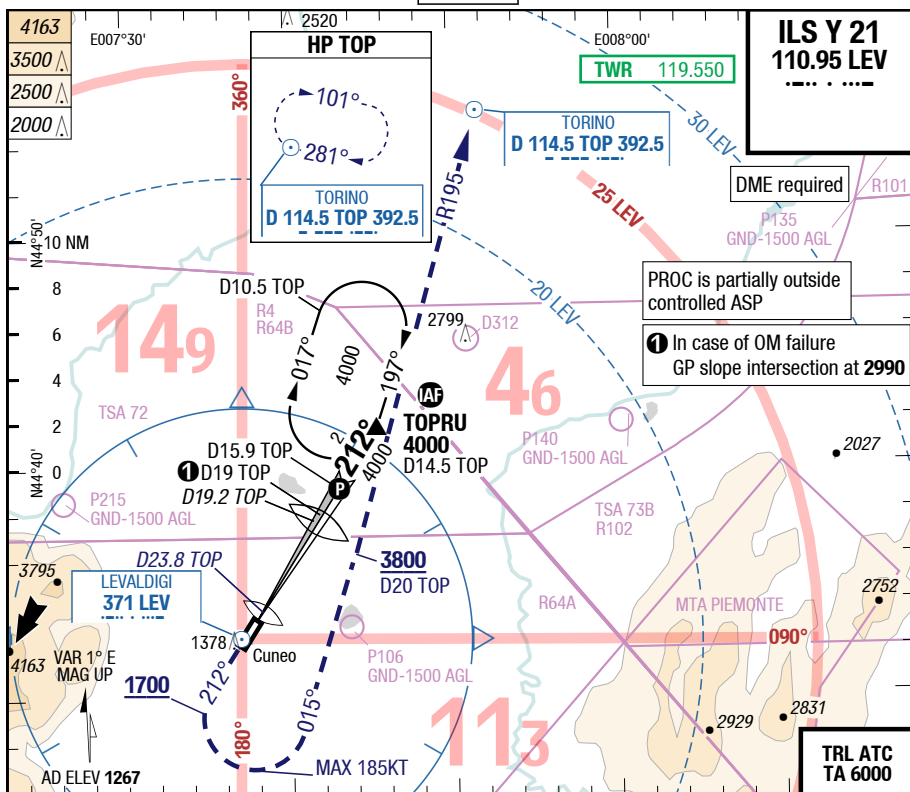 4163
3500
2500
2000
2520
E007°30'
HP TOP
101°
281°
TORINO
D 114.5 TOP 392.5
E008°00'
TWR 119.550
ILS Y 21
110.95 LEV
360°
TORINO
D 114.5 TOP 392.5
30 LEV
25 LEV
20 LEV
DME required
R101
P135
GND-1500 AGL
N44°50'
10 NM
8
6
4
2
0
N44°40'
R195
D10.5 TOP
R4
R64B
149
017°
4000
197°
2799
D312
46
PROC is partially outside
controlled ASP
1 In case of OM failure
GP slope intersection at 2990
IAF
TOPRU
4000
D14.5 TOP
TSA 72
2
212°
4000
D15.9 TOP
1 D19 TOP
D19.2 TOP
P
P140
GND-1500 AGL
2027
P215
GND-1500 AGL
TSA 73B
R102
3795
D23.8 TOP
3800
D20 TOP
LEVALDIGI
371 LEV
R64A
MTA PIEMONTE
2752
1378
Cuneo
090°
4163
VAR 1° E
MAG UP
P106
GND-1500 AGL
1700
212°
015°
180°
113
2929
2831
MAX 185KT
AD ELEV 1267
TRL ATC
TA 6000